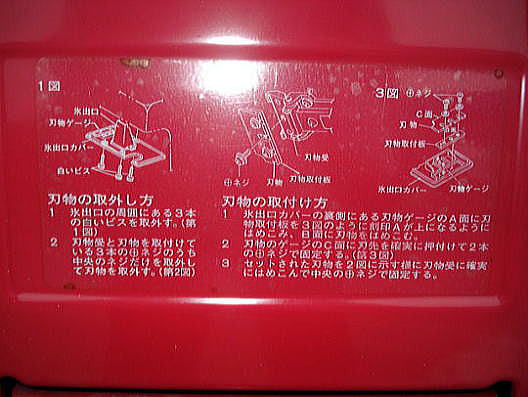 1図
氷出口
刃物ゲージ
氷出口カバー
白いビス
刃物受
⊕ネジ
刃物
刃物取付板
3図
⊕ネジ
C面
刃物
刃物取付板
氷出口カバー
刃物ゲージ
刃物の取外し方
1 氷出口の周囲にある3本
の白いビスを取外す。(第
1図)
2 刃物受と刃物を取付けて
いる3本の⊕ネジのうち
中央のネジだけを取外し
て刃物を取外す。(第2図)
刃物の取付け方
1 氷出口カバーの裏側にある刃物ゲージのA面に刃
物取付板を3図のように刻印Aが上になるように
はめこみ、B面に刃物をはめこむ。
2 刃物のゲージのC面に刃先を確実に押付けて2本
の⊕ネジで固定する。(第3図)
3 セットされた刃物を2図に示す様に刃物受に確実
にはめこんで中央の⊕ネジで固定する。